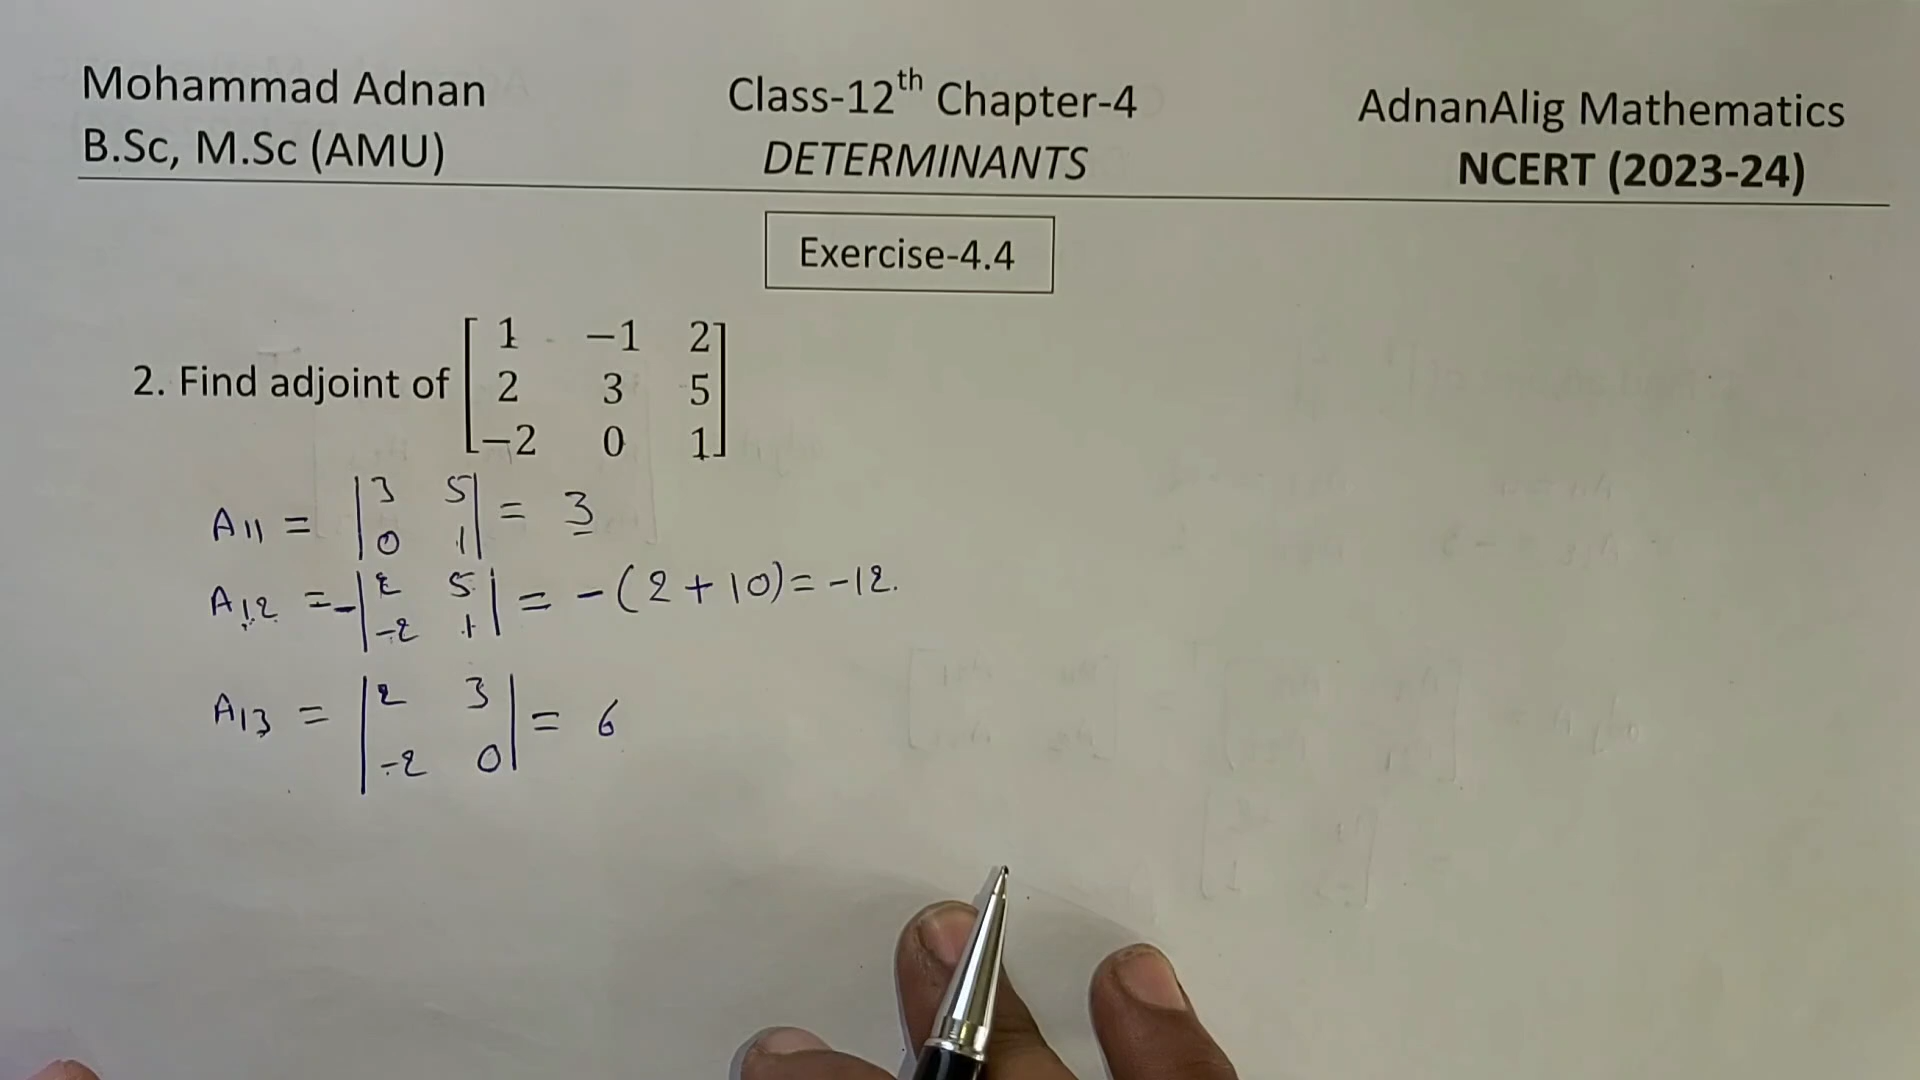 Mohammad Adnan
B.Sc, M.Sc (AMU)
Class-12th Chapter-4
DETERMINANTS
AdnanAlig Mathematics
NCERT (2023-24)
Exercise-4.4
1 −1 2
2. Find adjoint of 2 3 5
−2 0 1
A11 = |3 5| = 3
|0 1|
A12 = -|2 5| = -(2+10) = -12.
|-2 1|
A13 = |2 3| = 6
|-2 0|